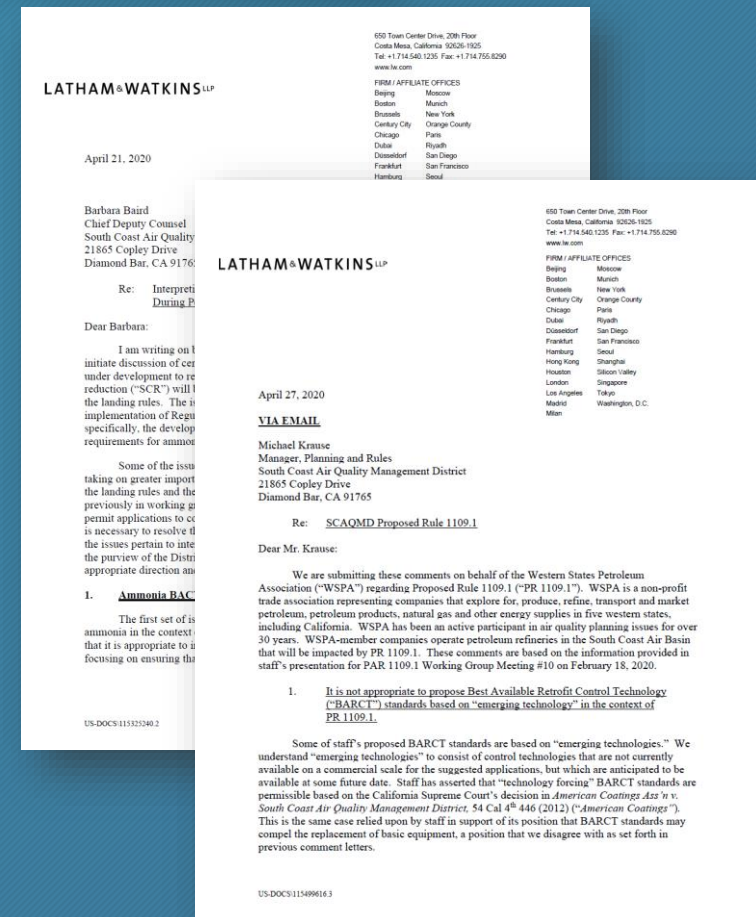 650 Town Center Drive, 20th Floor
Costa Mesa, California 92626-1925
Tel: +1.714.540.1235 Fax: +1.714.755.8290
www.lw.com
LATHAM&WATKINS LLP
FIRM / AFFILIATE OFFICES
Beijing Moscow
Boston Munich
Brussels New York
Century City Orange County
Chicago Paris
Dubai Riyadh
Düsseldorf San Diego
Frankfurt San Francisco
Hamburg Seoul
April 21, 2020
Barbara Baird
Chief Deputy Counsel
South Coast Air Quality
21865 Copley Drive
Diamond Bar, CA 9176
Re: Interpreti
During P
Dear Barbara:
I am writing on b
initiate discussion of cer
under development to re
reduction ("SCR") will
the landing rules. The i
implementation of Regu
specifically, the develop
requirements for ammo
Some of the issu
taking on greater import
the landing rules and the
previously in working g
permit applications to c
is necessary to resolve t
the issues pertain to inte
the purview of the Distri
appropriate direction an
1. Ammonia BAC
The first set of is
ammonia in the context
that it is appropriate to i
focusing on ensuring tha
US-DOCS\115325240.2
650 Town Center Drive, 20th Floor
Costa Mesa, California 92626-1925
Tel: +1.714.540.1235 Fax: +1.714.755.8290
www.lw.com
LATHAM&WATKINS LLP
FIRM / AFFILIATE OFFICES
Beijing Moscow
Boston Munich
Brussels New York
Century City Orange County
Chicago Paris
Dubai Riyadh
Düsseldorf San Diego
Frankfurt San Francisco
Hamburg Seoul
Hong Kong Shanghai
Houston Silicon Valley
London Singapore
Los Angeles Tokyo
Madrid Washington, D.C.
Milan
April 27, 2020
VIA EMAIL
Michael Krause
Manager, Planning and Rules
South Coast Air Quality Management District
21865 Copley Drive
Diamond Bar, CA 91765
Re: SCAQMD Proposed Rule 1109.1
Dear Mr. Krause:
We are submitting these comments on behalf of the Western States Petroleum
Association ("WSPA") regarding Proposed Rule 1109.1 ("PR 1109.1"). WSPA is a non-profit
trade association representing companies that explore for, produce, refine, transport and market
petroleum, petroleum products, natural gas and other energy supplies in five western states,
including California. WSPA has been an active participant in air quality planning issues for over
30 years. WSPA-member companies operate petroleum refineries in the South Coast Air Basin
that will be impacted by PR 1109.1. These comments are based on the information provided in
staff's presentation for PAR 1109.1 Working Group Meeting #10 on February 18, 2020.
1. It is not appropriate to propose Best Available Retrofit Control Technology
("BARCT") standards based on "emerging technology" in the context of
PR 1109.1.
Some of staff's proposed BARCT standards are based on "emerging technologies." We
understand "emerging technologies" to consist of control technologies that are not currently
available on a commercial scale for the suggested applications, but which are anticipated to be
available at some future date. Staff has asserted that "technology forcing" BARCT standards are
permissible based on the California Supreme Court's decision in American Coatings Ass'n v.
South Coast Air Quality Management District, 54 Cal 4th 446 (2012) ("American Coatings").
This is the same case relied upon by staff in support of its position that BARCT standards may
compel the replacement of basic equipment, a position that we disagree with as set forth in
previous comment letters.
US-DOCS\115499616.3